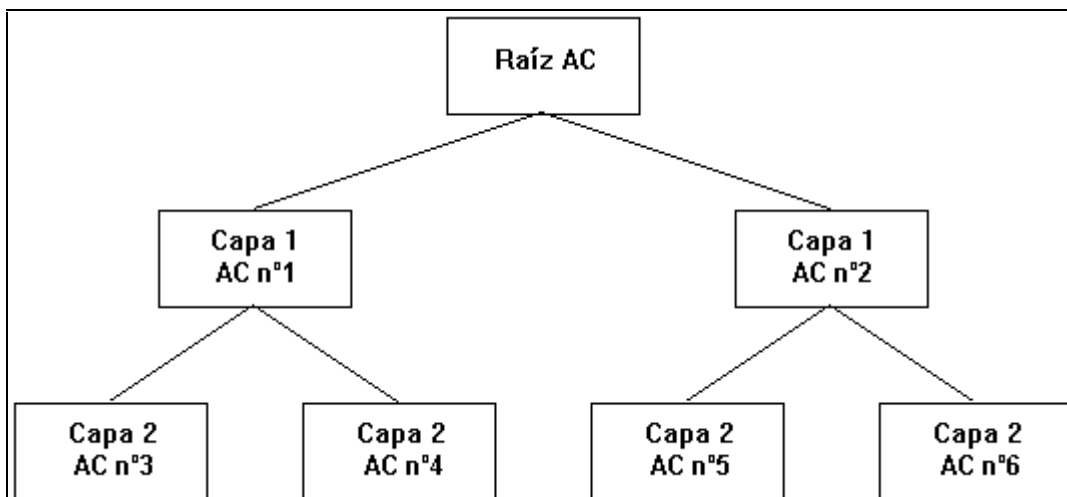 Raíz AC
Capa 1
AC nº1
Capa 1
AC nº2
Capa 2
AC nº3
Capa 2
AC nº4
Capa 2
AC nº5
Capa 2
AC nº6